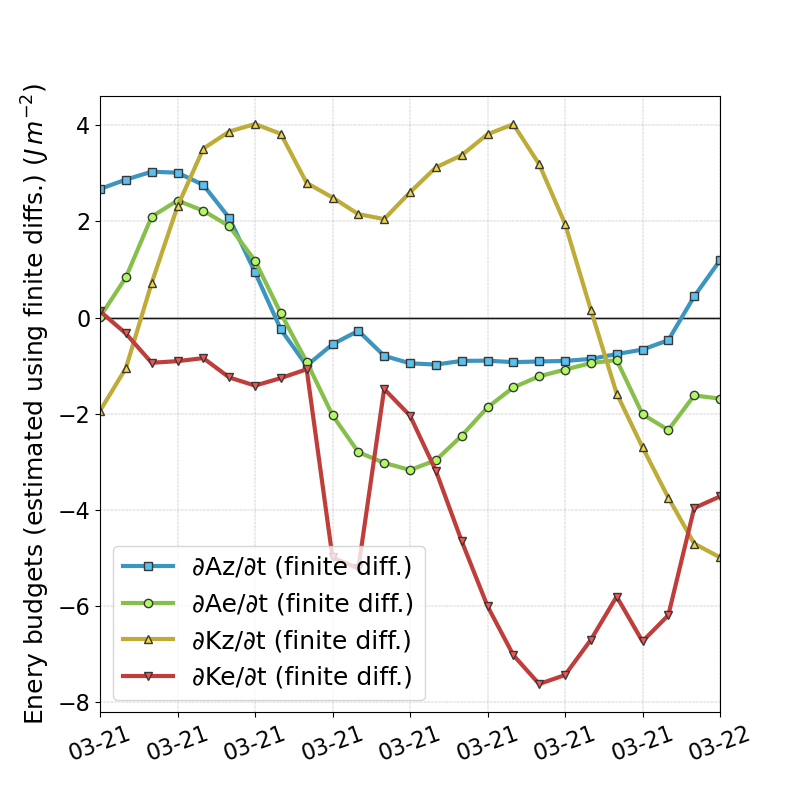 Enery budgets (estimated using finite diffs.) (J m⁻²)
4
2
0
−2
−4
−6
−8
∂Az/∂t (finite diff.)
∂Ae/∂t (finite diff.)
∂Kz/∂t (finite diff.)
∂Ke/∂t (finite diff.)
03-21 03-21 03-21 03-21 03-21 03-21 03-21 03-21 03-22